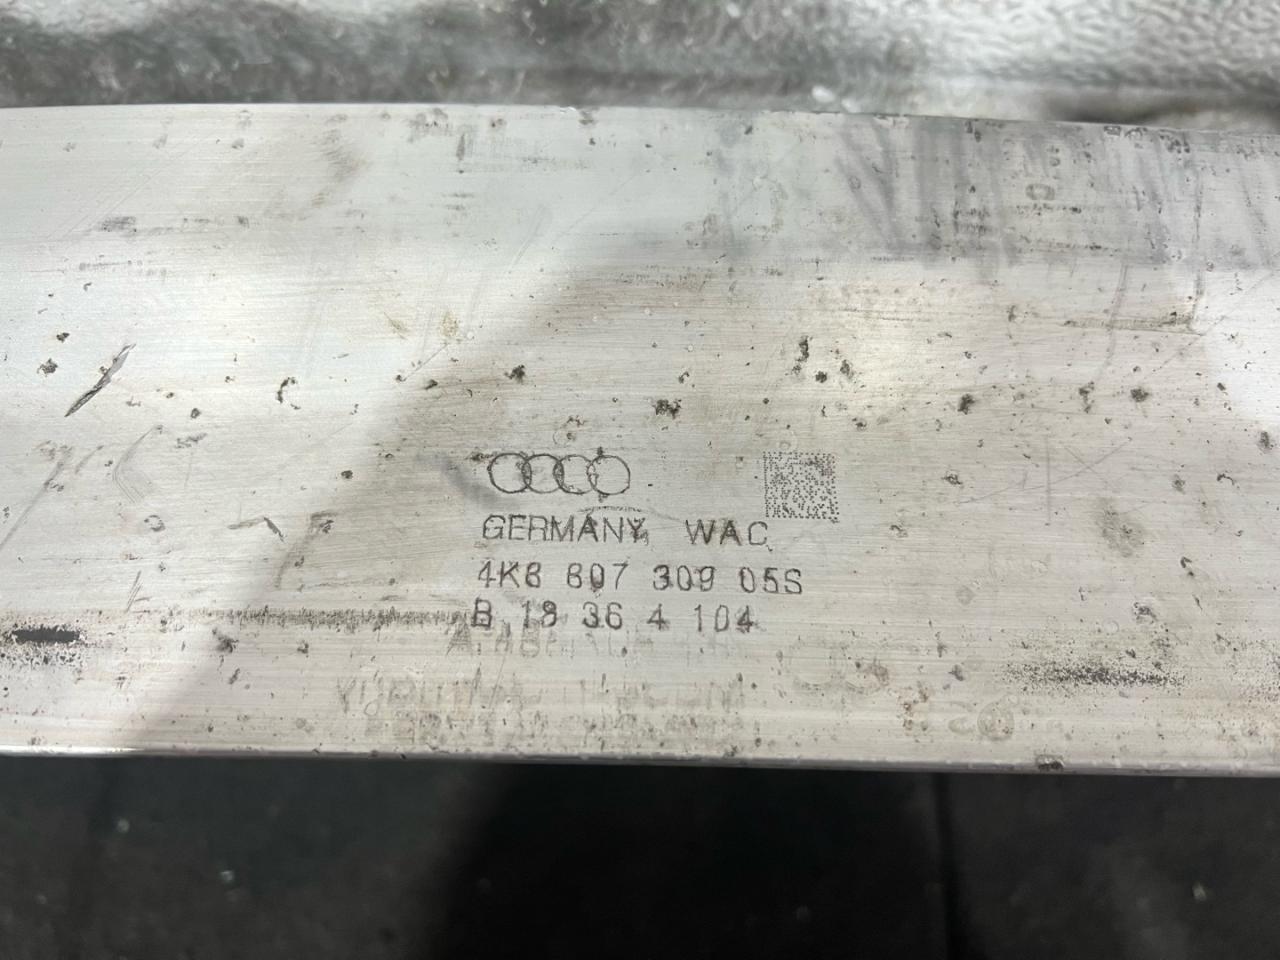 GERMANY, WAC
4K8 807 309 05S
B 18 36 4 104